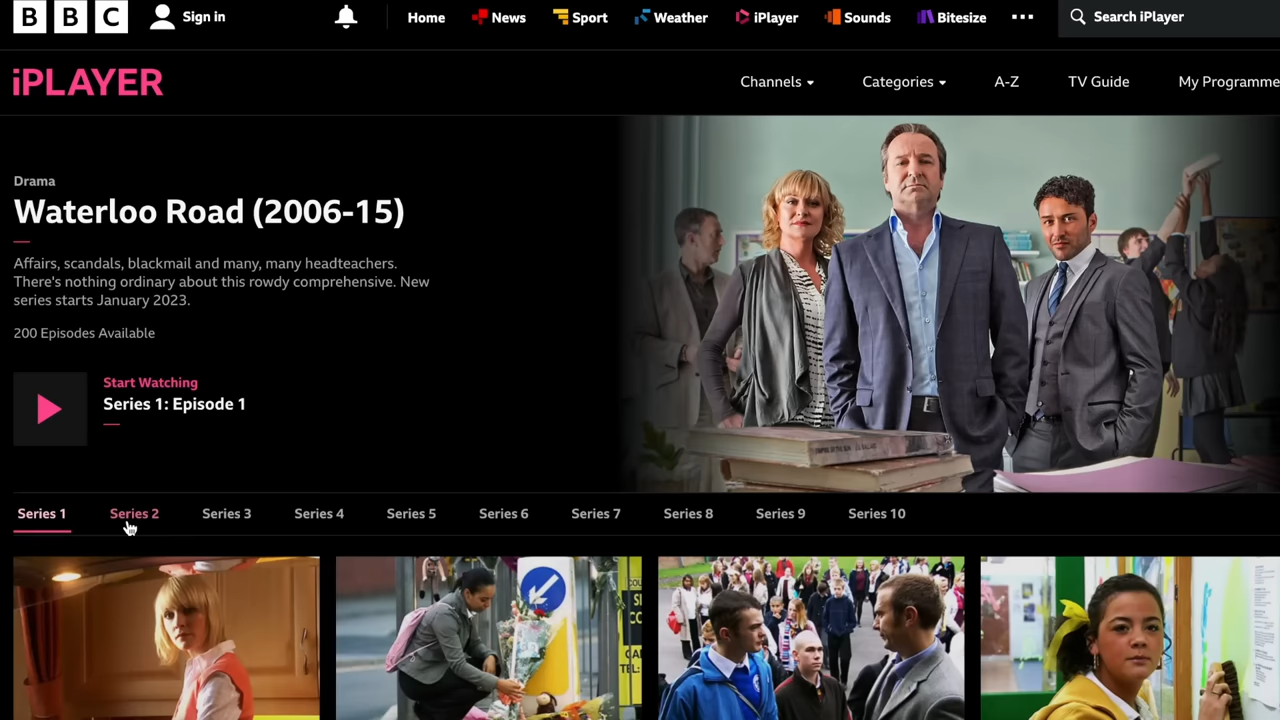 BBC
Sign in
Home
News
Sport
Weather
iPlayer
Sounds
Bitesize
Search iPlayer
iPLAYER
Channels
Categories
A-Z
TV Guide
My Programme
Drama
Waterloo Road (2006-15)
Affairs, scandals, blackmail and many, many headteachers.
There's nothing ordinary about this rowdy comprehensive. New
series starts January 2023.
200 Episodes Available
Start Watching
Series 1: Episode 1
Series 1
Series 2
Series 3
Series 4
Series 5
Series 6
Series 7
Series 8
Series 9
Series 10
TEL: